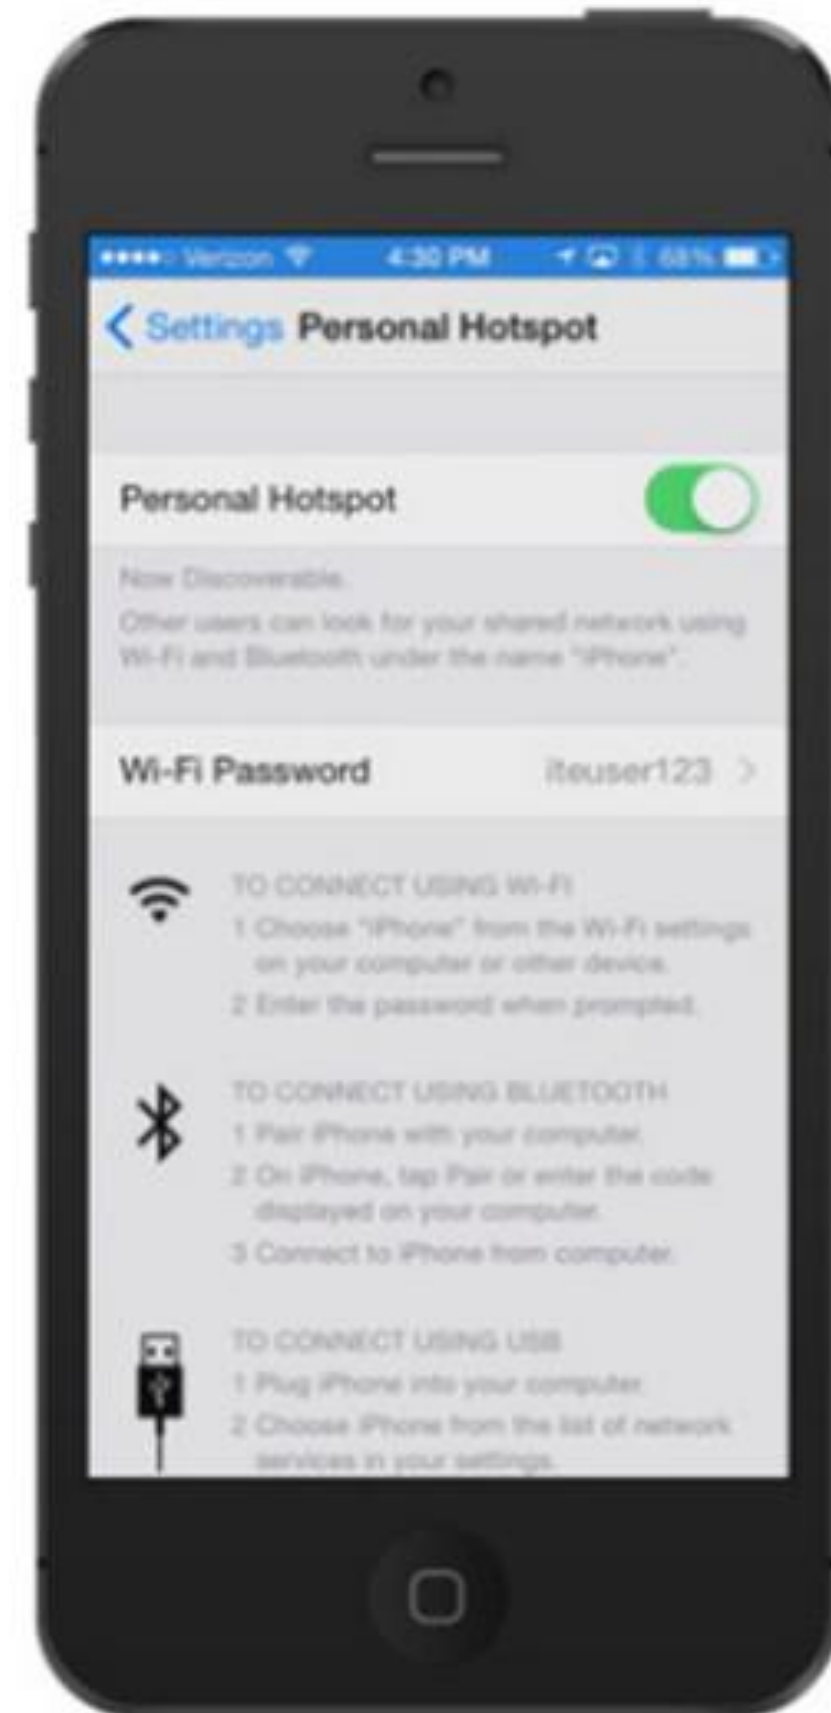 Verizon 4:30 PM 68%
Settings Personal Hotspot
Personal Hotspot
Now Discoverable.
Other users can look for your shared network using
Wi-Fi and Bluetooth under the name "iPhone".
Wi-Fi Password iteuser123
TO CONNECT USING WI-FI
1 Choose "iPhone" from the Wi-Fi settings
on your computer or other device.
2 Enter the password when prompted.
TO CONNECT USING BLUETOOTH
1 Pair iPhone with your computer.
2 On iPhone, tap Pair or enter the code
displayed on your computer.
3 Connect to iPhone from computer.
TO CONNECT USING USB
1 Plug iPhone into your computer.
2 Choose iPhone from the list of network
services in your settings.